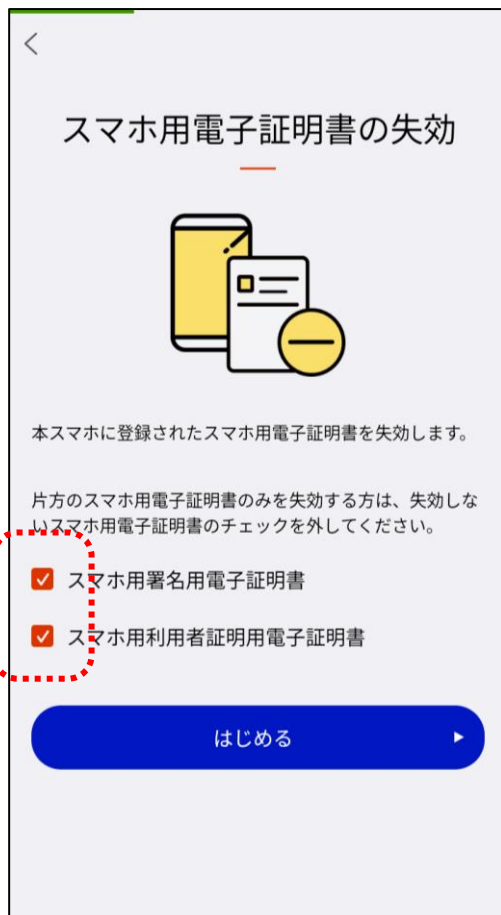 スマホ用電子証明書の失効
本スマホに登録されたスマホ用電子証明書を失効します。
片方のスマホ用電子証明書のみを失効する方は、失効しな
いスマホ用電子証明書のチェックを外してください。
スマホ用署名用電子証明書
スマホ用利用者証明用電子証明書
はじめる